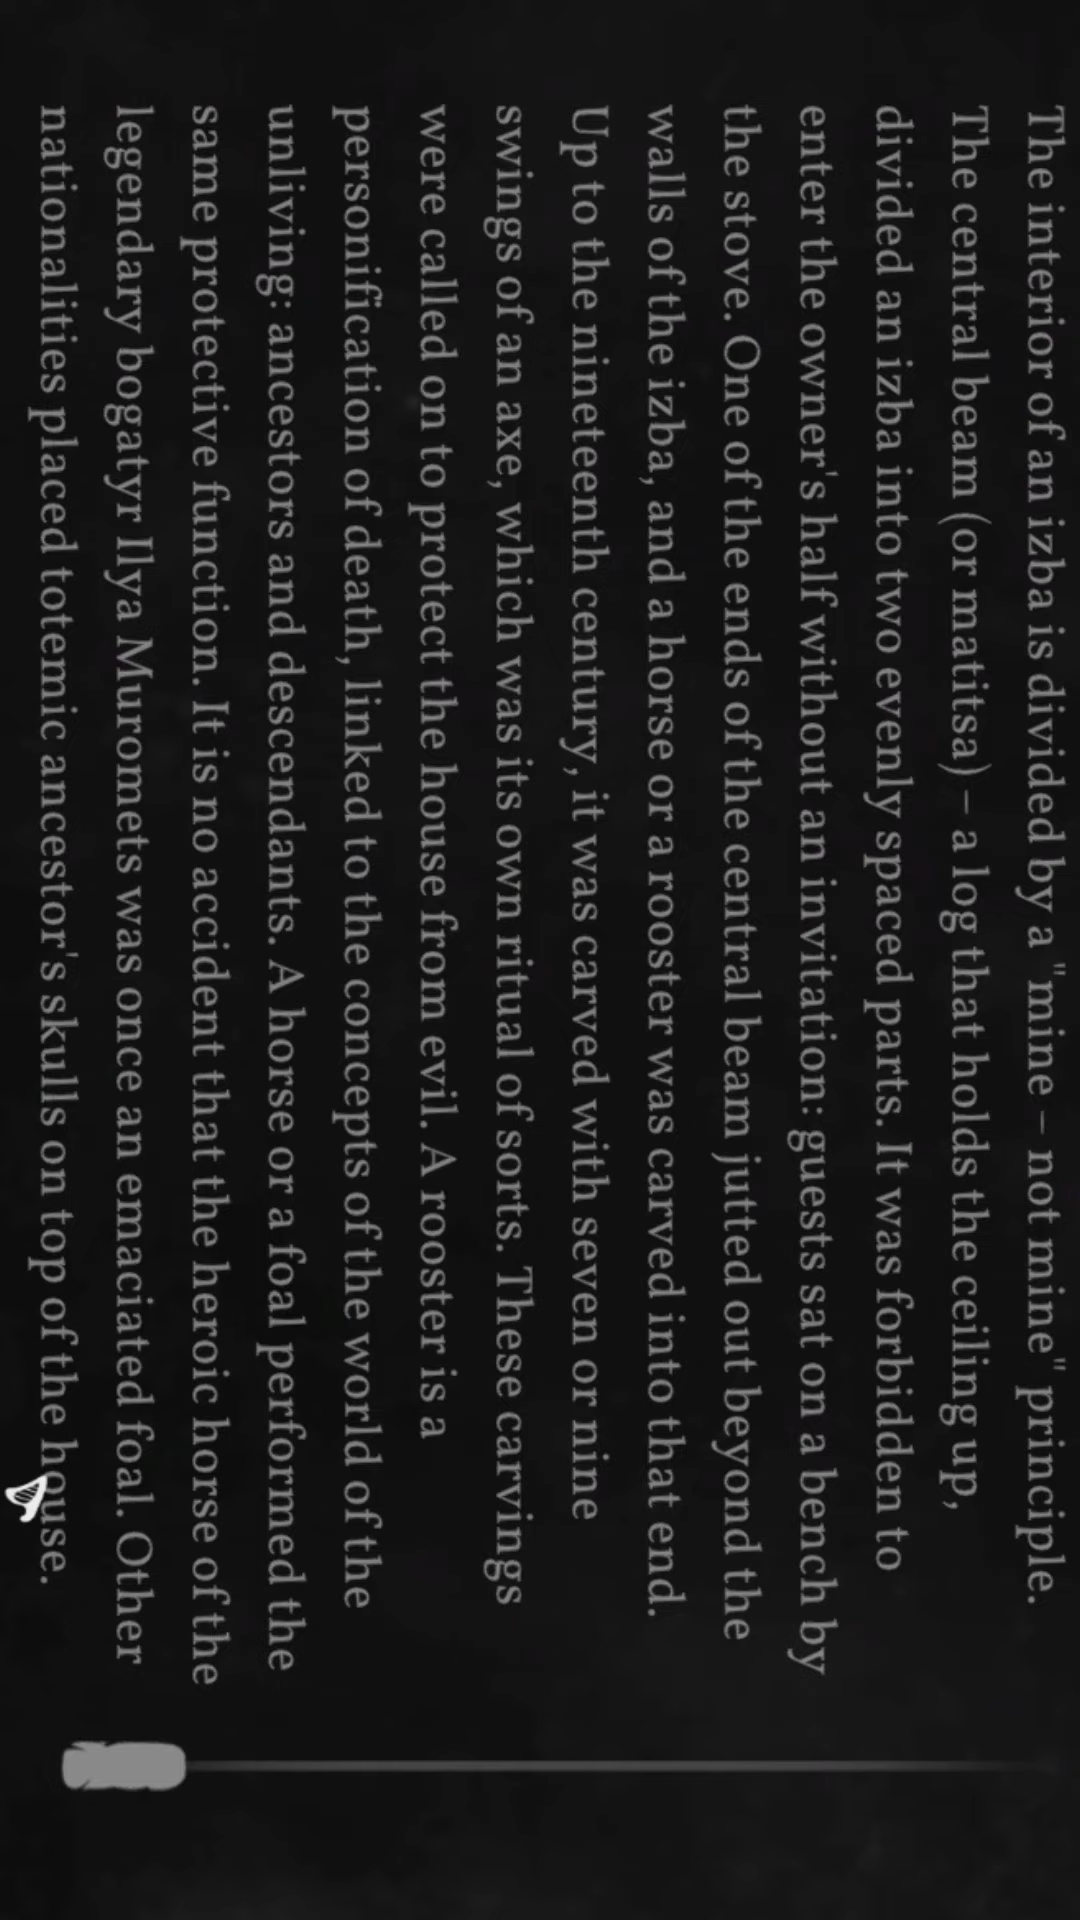 The interior of an izba is divided by a "mine – not mine" principle.
The central beam (or matitsa) – a log that holds the ceiling up,
divided an izba into two evenly spaced parts. It was forbidden to
enter the owner's half without an invitation: guests sat on a bench by
the stove. One of the ends of the central beam jutted out beyond the
walls of the izba, and a horse or a rooster was carved into that end.
Up to the nineteenth century, it was carved with seven or nine
swings of an axe, which was its own ritual of sorts. These carvings
were called on to protect the house from evil. A rooster is a
personification of death, linked to the concepts of the world of the
unliving: ancestors and descendants. A horse or a foal performed the
same protective function. It is no accident that the heroic horse of the
legendary bogatyr Ilya Muromets was once an emaciated foal. Other
nationalities placed totemic ancestor's skulls on top of the house.